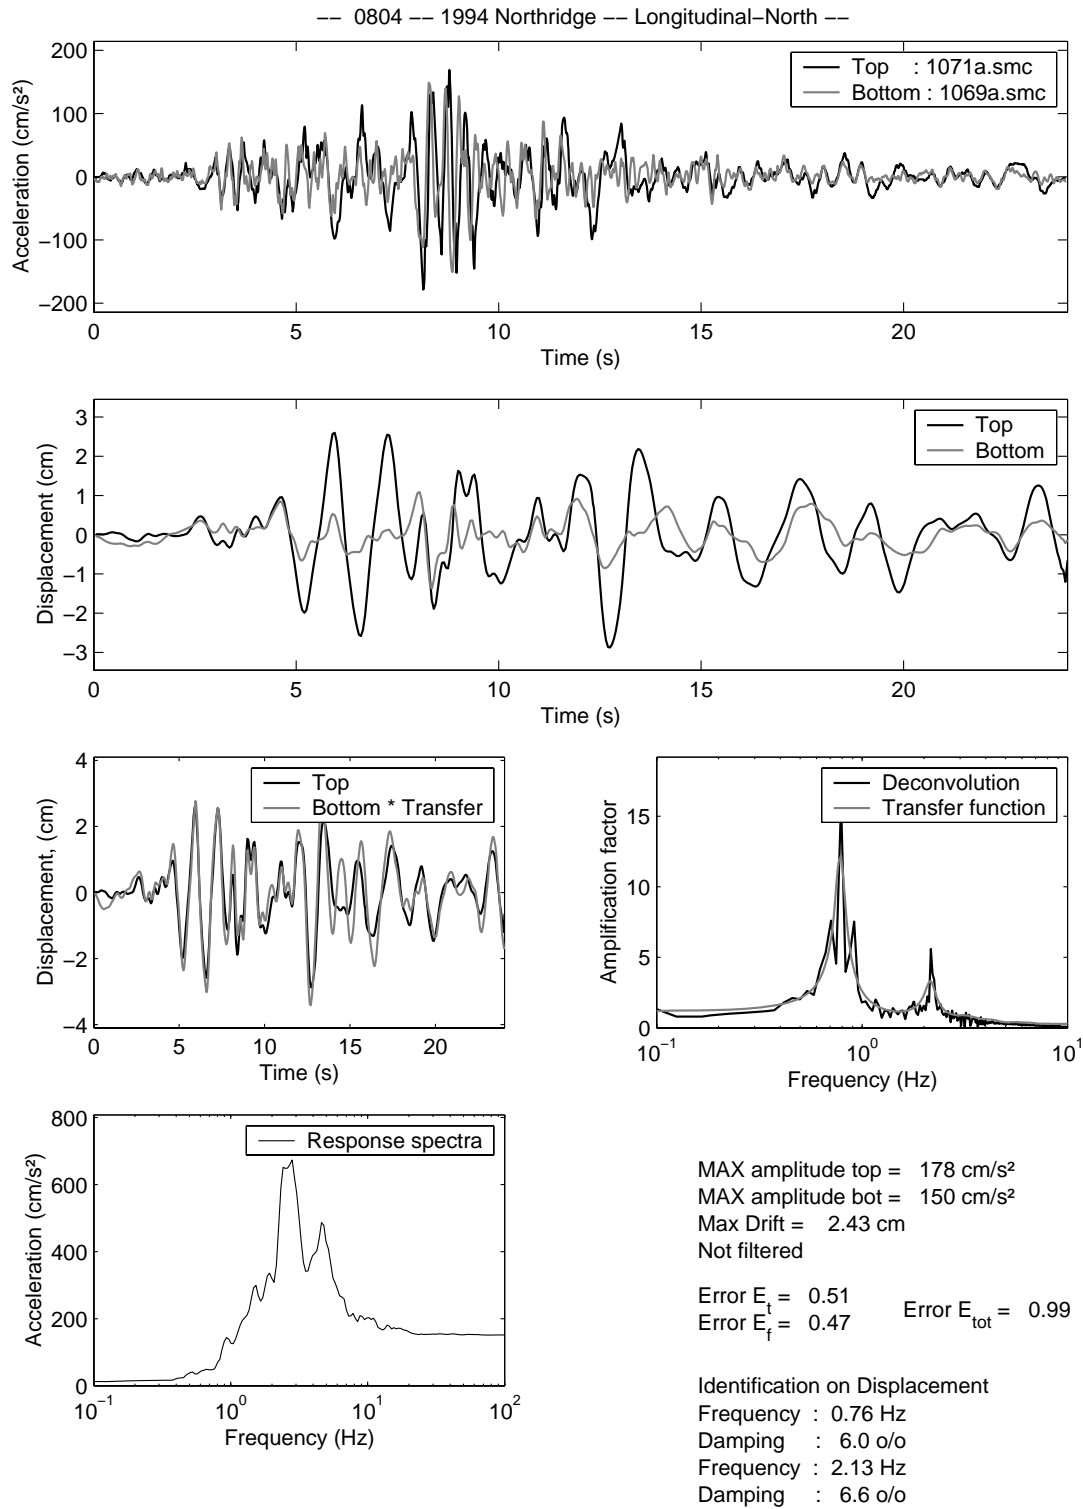 −− 0804 −− 1994 Northridge −− Longitudinal−North −−
200
100
0
−100
−200
Acceleration (cm/s²)
Top : 1071a.smc
Bottom : 1069a.smc
0 5 10 15 20
Time (s)
3
2
1
0
−1
−2
−3
Displacement (cm)
Top
Bottom
0 5 10 15 20
Time (s)
4
2
0
−2
−4
Displacement, (cm)
Top
Bottom * Transfer
0 5 10 15 20
Time (s)
15
10
5
0
Amplification factor
Deconvolution
Transfer function
10⁻¹ 10⁰ 10¹
Frequency (Hz)
800
600
400
200
0
Acceleration (cm/s²)
Response spectra
10⁻¹ 10⁰ 10¹ 10²
Frequency (Hz)
MAX amplitude top = 178 cm/s²
MAX amplitude bot = 150 cm/s²
Max Drift = 2.43 cm
Not filtered
Error E_t = 0.51
Error E_f = 0.47 Error E_tot = 0.99
Identification on Displacement
Frequency : 0.76 Hz
Damping : 6.0 o/o
Frequency : 2.13 Hz
Damping : 6.6 o/o